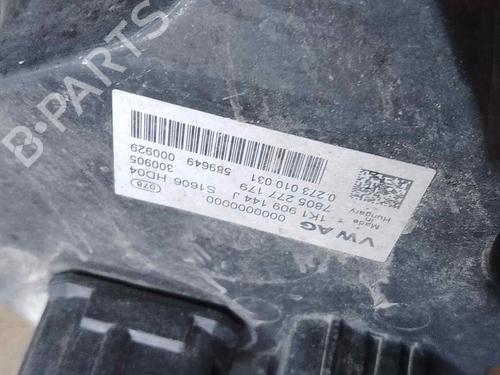 B-PARTS
VW AG
Made in Hungary
0000000000
1K1 909 144 J S1606 HD04
7805 277 179 300905
0 273 010 031
589649 000929
078